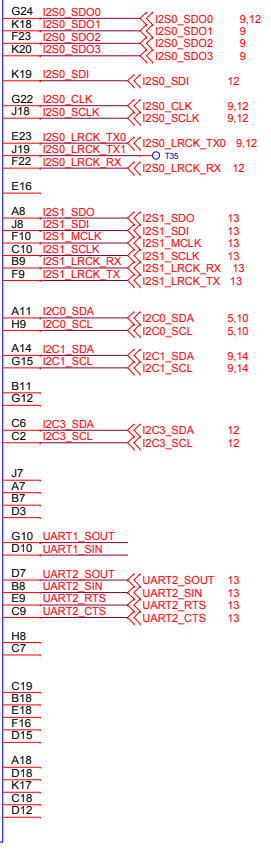 G24 I2S0_SDO0 I2S0_SDO0 9,12
K18 I2S0_SDO1 I2S0_SDO1 9
F23 I2S0_SDO2 I2S0_SDO2 9
K20 I2S0_SDO3 I2S0_SDO3 9
K19 I2S0_SDI I2S0_SDI 12
G22 I2S0_CLK I2S0_CLK 9,12
J18 I2S0_SCLK I2S0_SCLK 9,12
E23 I2S0_LRCK_TX0 I2S0_LRCK_TX0 9,12
J19 I2S0_LRCK_TX1 T35
F22 I2S0_LRCK_RX I2S0_LRCK_RX 12
E16
A8 I2S1_SDO I2S1_SDO 13
J8 I2S1_SDI I2S1_SDI 13
F10 I2S1_MCLK I2S1_MCLK 13
C10 I2S1_SCLK I2S1_SCLK 13
B9 I2S1_LRCK_RX I2S1_LRCK_RX 13
F9 I2S1_LRCK_TX I2S1_LRCK_TX 13
A11 I2C0_SDA I2C0_SDA 5,10
H9 I2C0_SCL I2C0_SCL 5,10
A14 I2C1_SDA I2C1_SDA 9,14
G15 I2C1_SCL I2C1_SCL 9,14
B11
G12
C6 I2C3_SDA I2C3_SDA 12
C2 I2C3_SCL I2C3_SCL 12
J7
A7
B7
D3
G10 UART1_SOUT
D10 UART1_SIN
D7 UART2_SOUT UART2_SOUT 13
B8 UART2_SIN UART2_SIN 13
E9 UART2_RTS UART2_RTS 13
C9 UART2_CTS UART2_CTS 13
H8
C7
C19
B18
E18
F16
D15
A18
D18
K17
C18
D12